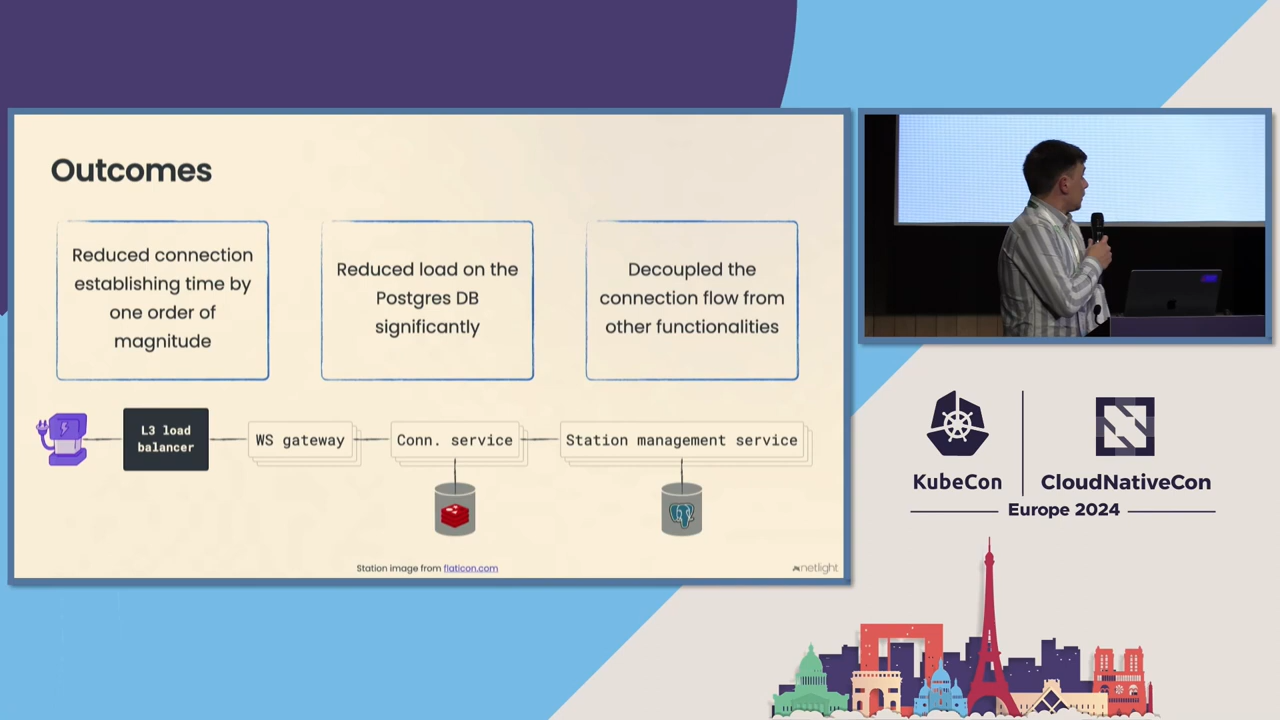 Outcomes
Reduced connection
establishing time by
one order of
magnitude
Reduced load on the
Postgres DB
significantly
Decoupled the
connection flow from
other functionalities
L3 load
balancer
WS gateway
Conn. service
Station management service
Station image from flaticon.com
netlight
KubeCon
CloudNativeCon
Europe 2024